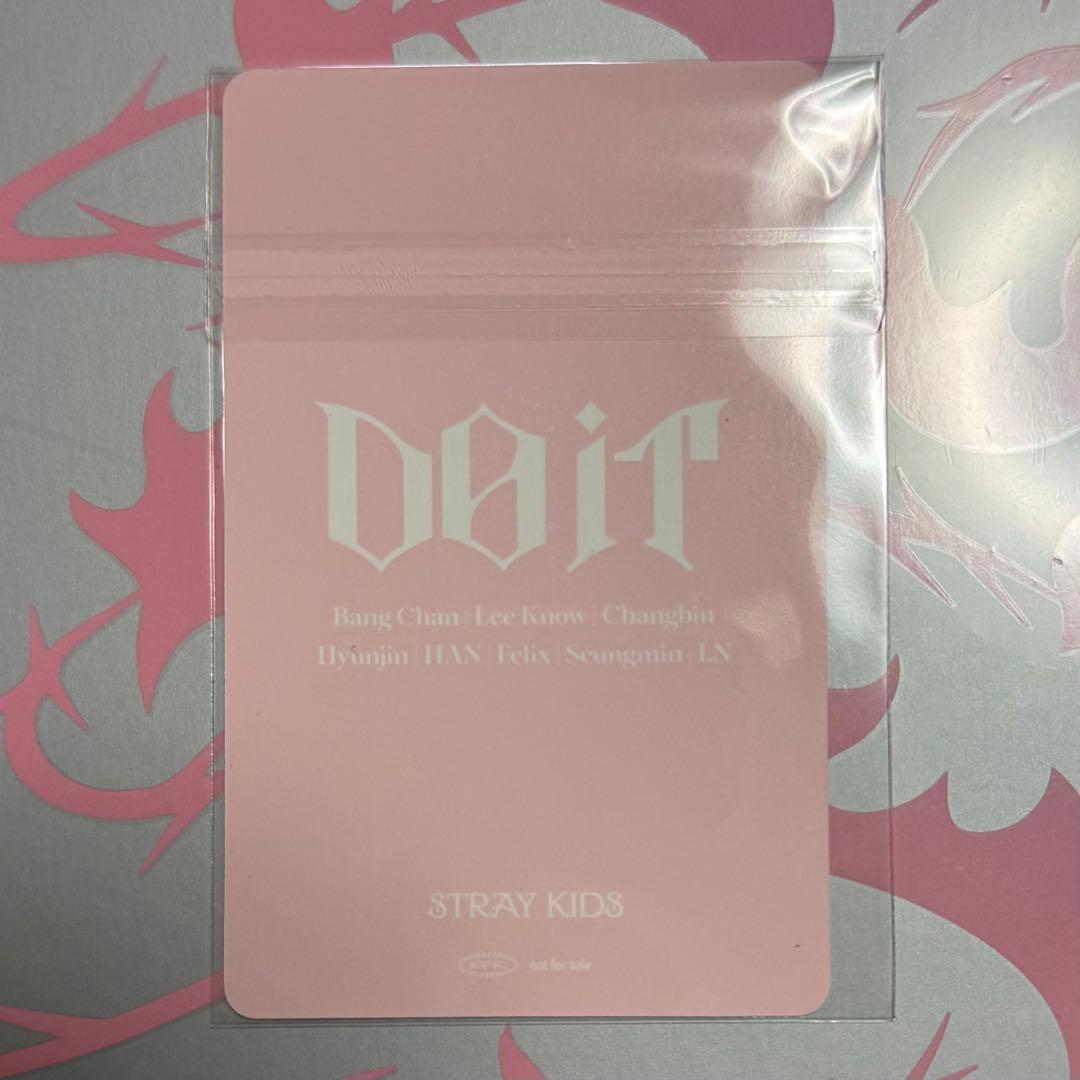 DO iT
Bang Chan | Lee Know | Changbin
Hyunjin | HAN | Felix | Seungmin | I.N
STRAY KIDS
not for sale